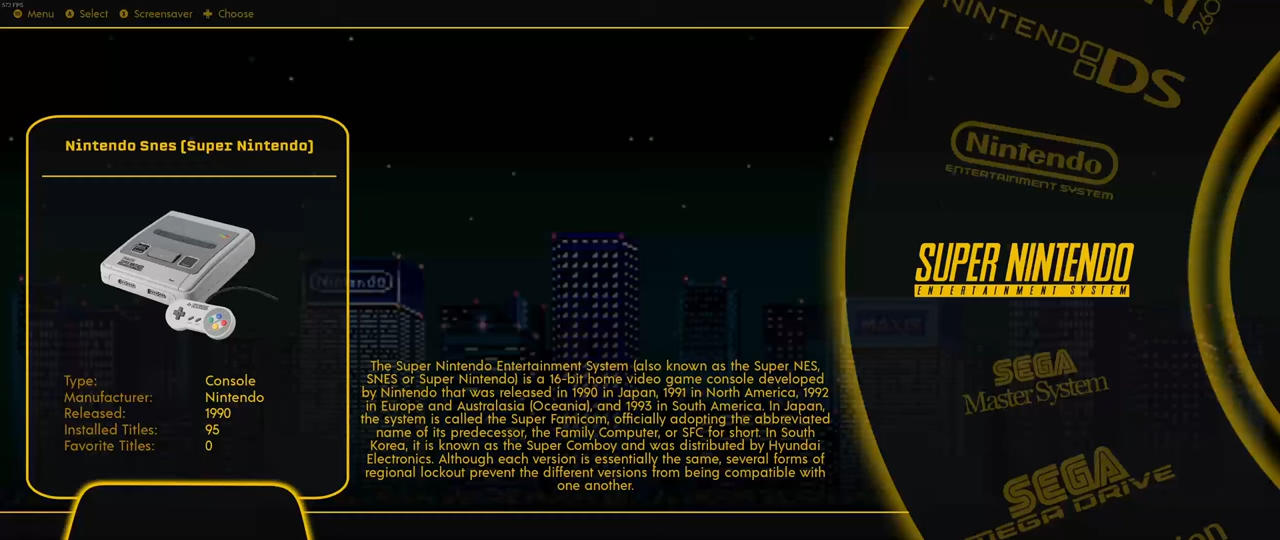 572 FPS
Menu Select Screensaver Choose
Nintendo Snes (Super Nintendo)
Type: Console
Manufacturer: Nintendo
Released: 1990
Installed Titles: 95
Favorite Titles: 0
Nintendo
The Super Nintendo Entertainment System (also known as the Super NES,
SNES or Super Nintendo) is a 16-bit home video game console developed
by Nintendo that was released in 1990 in Japan, 1991 in North America, 1992
in Europe and Australasia (Oceania), and 1993 in South America. In Japan,
the system is called the Super Famicom, officially adopting the abbreviated
name of its predecessor, the Family Computer, or SFC for short. In South
Korea, it is known as the Super Comboy and was distributed by Hyundai
Electronics. Although each version is essentially the same, several forms of
regional lockout prevent the different versions from being compatible with
one another.
MAXIS
2600
NINTENDO DS
Nintendo
ENTERTAINMENT SYSTEM
SUPER NINTENDO
ENTERTAINMENT SYSTEM
SEGA
Master System
SEGA
MEGA DRIVE